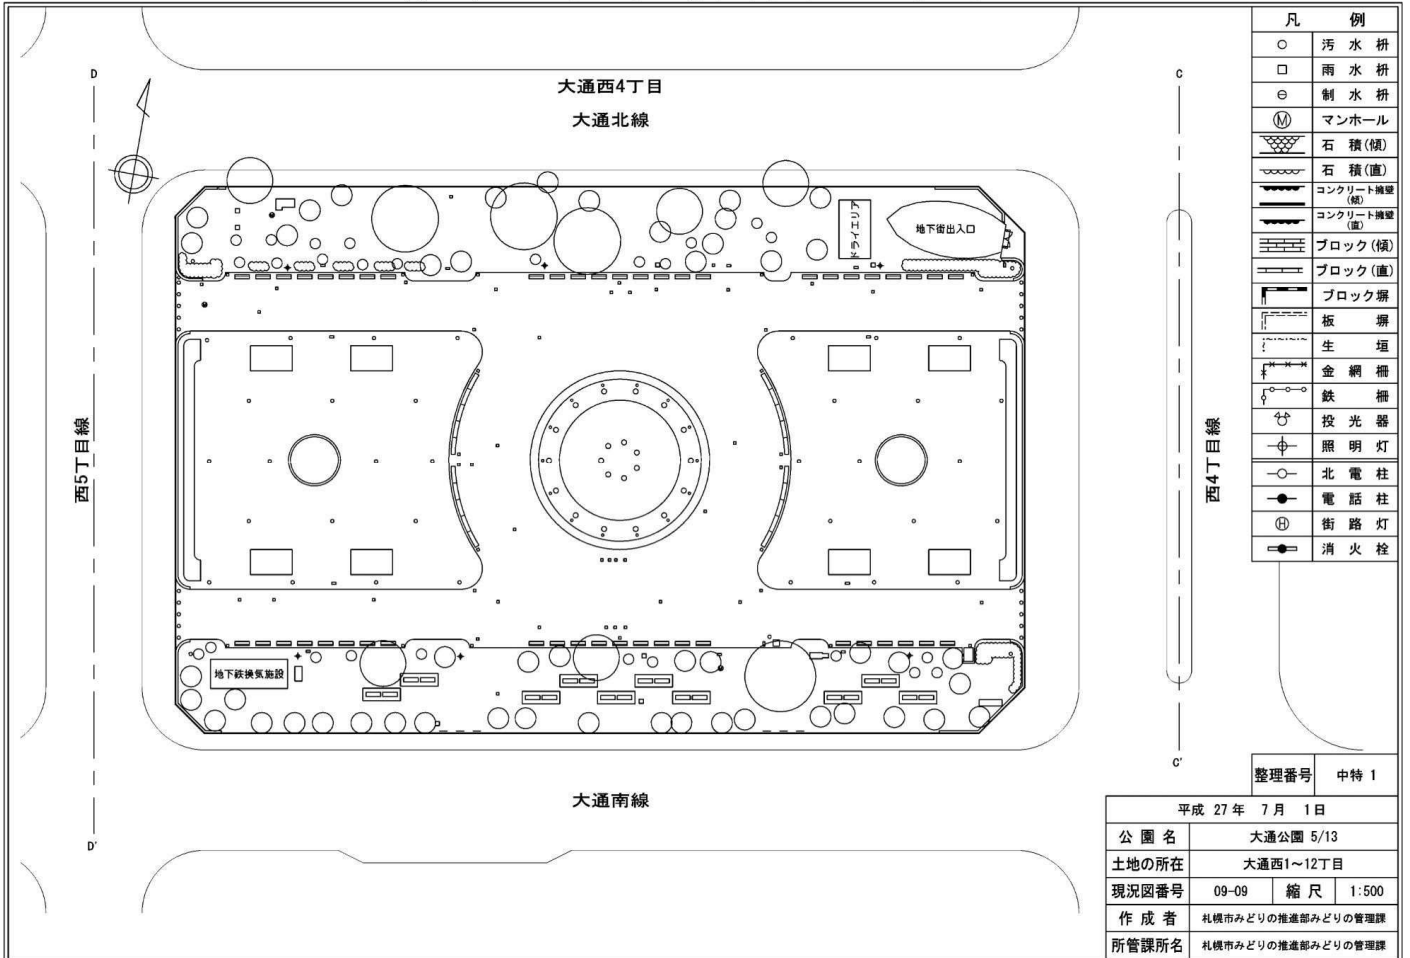 大通西4丁目
大通北線
D
C
ドライエリア
地下街出入口
西5丁目線
西4丁目線
地下鉄換気施設
大通南線
D'
C'
凡 例
汚水枡
雨水枡
制水枡
Ⓜ マンホール
石積(傾)
石積(直)
コンクリート擁壁
(傾)
コンクリート擁壁
(直)
ブロック(傾)
ブロック(直)
ブロック塀
板塀
生垣
金網柵
鉄柵
投光器
照明灯
北電柱
電話柱
Ⓗ 街路灯
消火栓
整理番号 中特 1
平成 27年 7月 1日
公園名 大通公園 5/13
土地の所在 大通西1～12丁目
現況図番号 09-09 縮尺 1:500
作成者 札幌市みどりの推進部みどりの管理課
所管課所名 札幌市みどりの推進部みどりの管理課